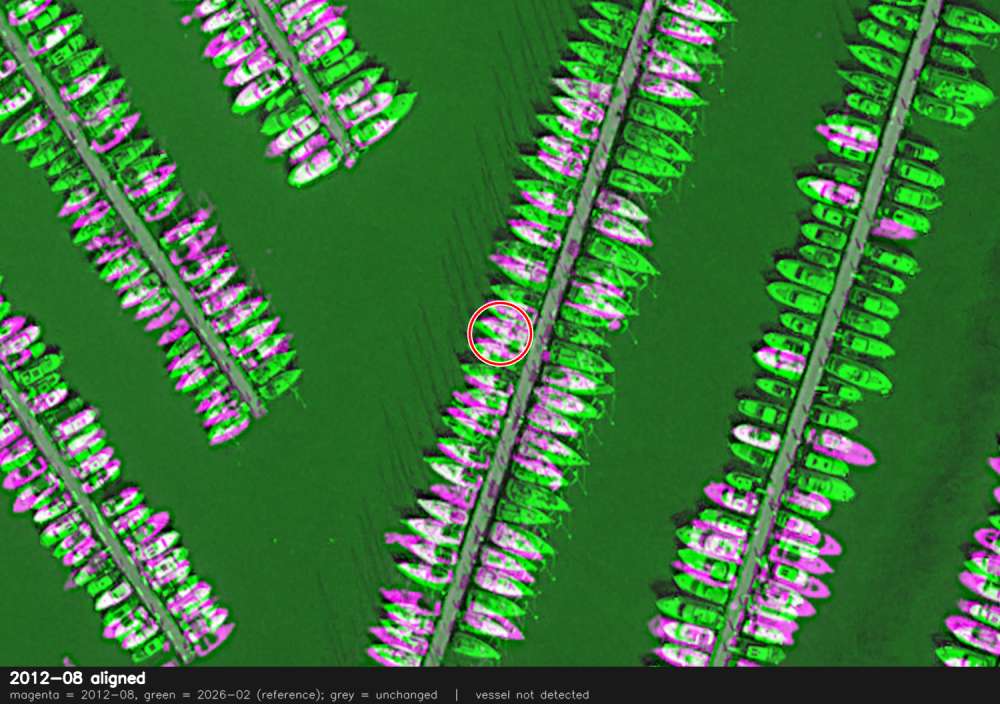 2012-08 aligned
magenta = 2012-08, green = 2026-02 (reference); grey = unchanged | vessel not detected